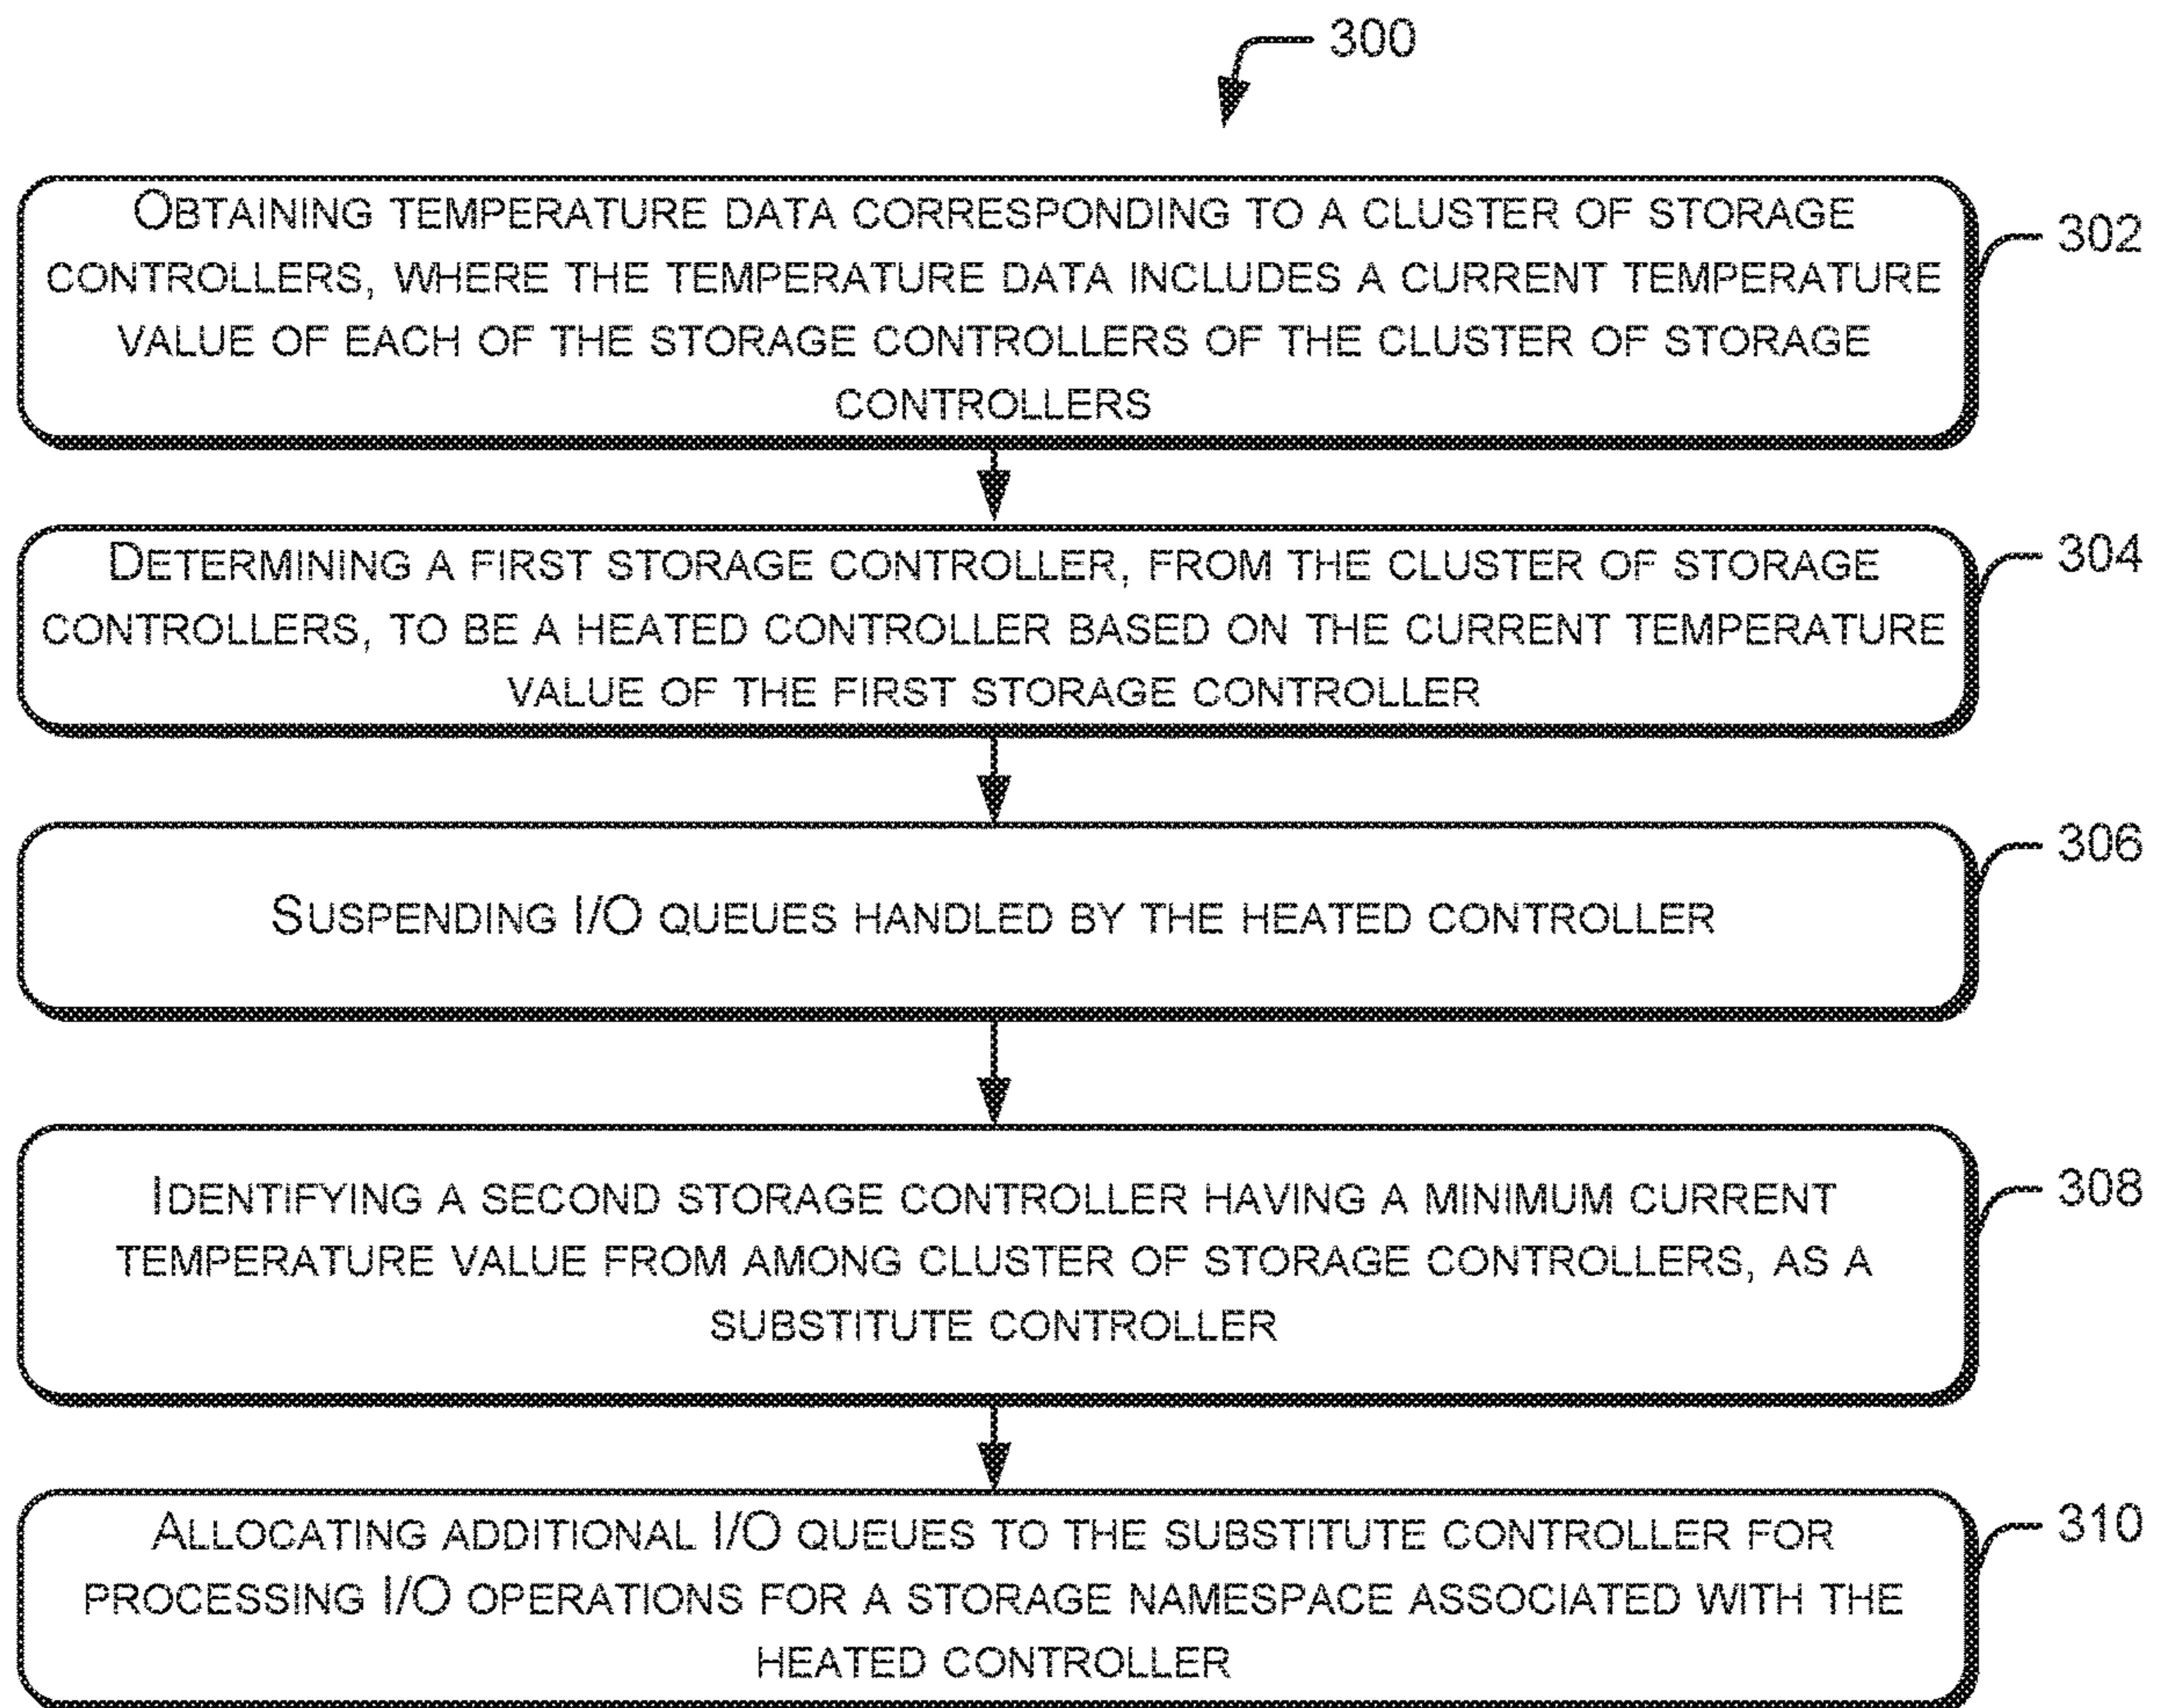 300
OBTAINING TEMPERATURE DATA CORRESPONDING TO A CLUSTER OF STORAGE
CONTROLLERS, WHERE THE TEMPERATURE DATA INCLUDES A CURRENT TEMPERATURE
VALUE OF EACH OF THE STORAGE CONTROLLERS OF THE CLUSTER OF STORAGE
CONTROLLERS
302
DETERMINING A FIRST STORAGE CONTROLLER, FROM THE CLUSTER OF STORAGE
CONTROLLERS, TO BE A HEATED CONTROLLER BASED ON THE CURRENT TEMPERATURE
VALUE OF THE FIRST STORAGE CONTROLLER
304
SUSPENDING I/O QUEUES HANDLED BY THE HEATED CONTROLLER
306
IDENTIFYING A SECOND STORAGE CONTROLLER HAVING A MINIMUM CURRENT
TEMPERATURE VALUE FROM AMONG CLUSTER OF STORAGE CONTROLLERS, AS A
SUBSTITUTE CONTROLLER
308
ALLOCATING ADDITIONAL I/O QUEUES TO THE SUBSTITUTE CONTROLLER FOR
PROCESSING I/O OPERATIONS FOR A STORAGE NAMESPACE ASSOCIATED WITH THE
HEATED CONTROLLER
310